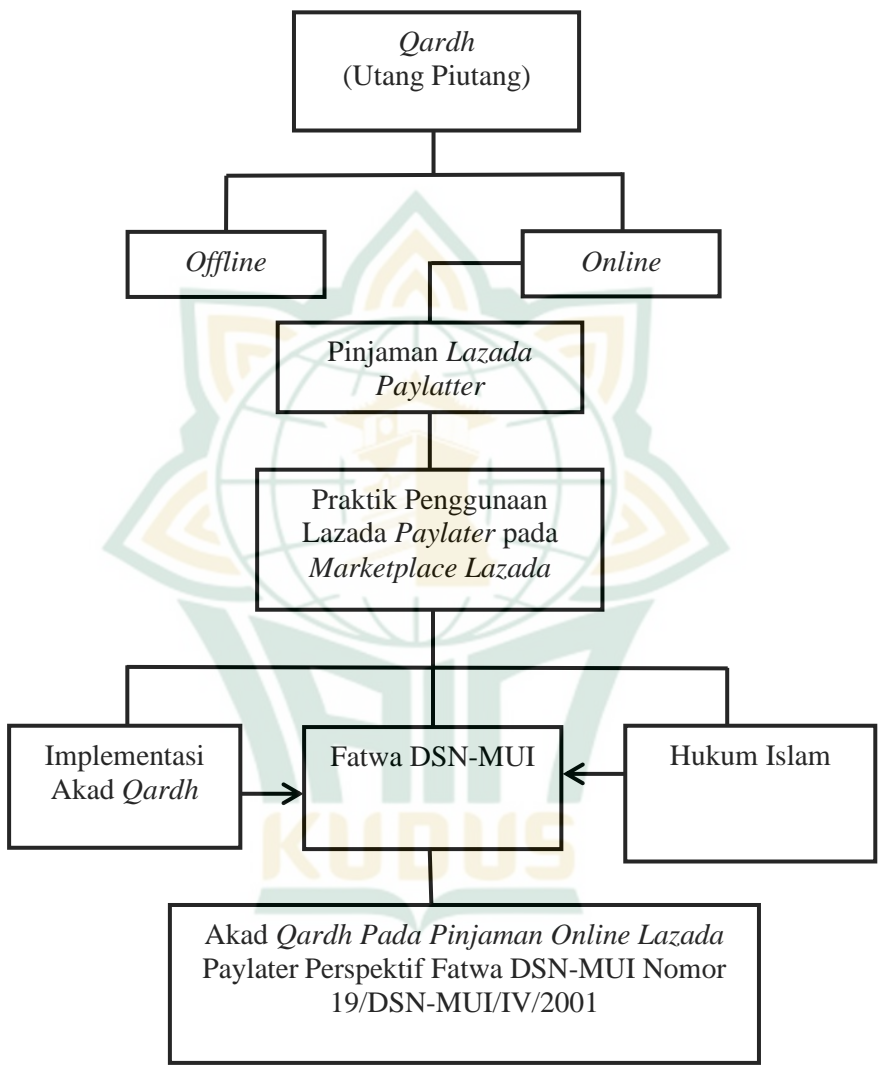 Qardh
(Utang Piutang)
Offline
Online
Pinjaman Lazada
Paylatter
Praktik Penggunaan
Lazada Paylater pada
Marketplace Lazada
Implementasi
Akad Qardh
Fatwa DSN-MUI
Hukum Islam
KUDUS
Akad Qardh Pada Pinjaman Online Lazada
Paylater Perspektif Fatwa DSN-MUI Nomor
19/DSN-MUI/IV/2001